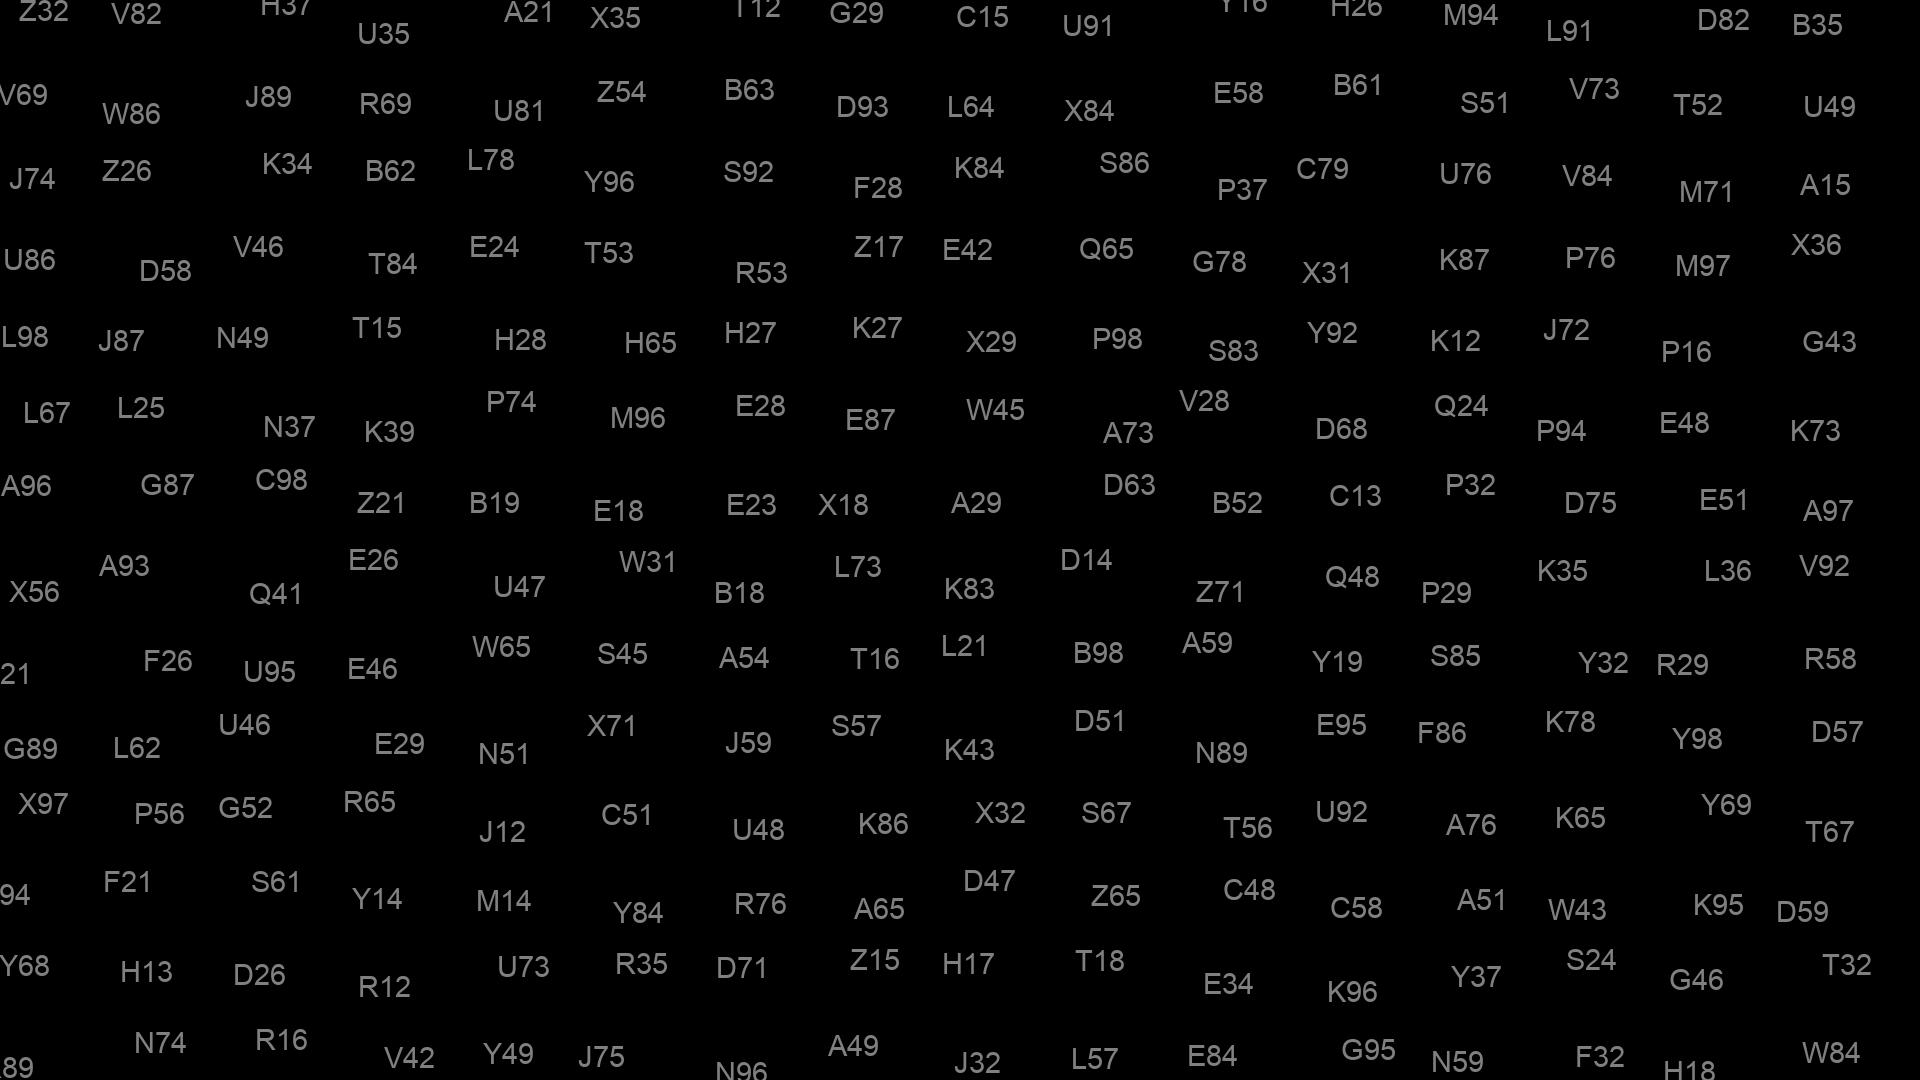 Z32 V82 H37 U35 A21 X35 T12 G29 C15 U91 Y16 H26 M94 L91 D82 B35
V69 W86 J89 R69 U81 Z54 B63 D93 L64 X84 E58 B61 S51 V73 T52 U49
J74 Z26 K34 B62 L78 Y96 S92 F28 K84 S86 P37 C79 U76 V84 M71 A15
U86 D58 V46 T84 E24 T53 R53 Z17 E42 Q65 G78 X31 K87 P76 M97 X36
L98 J87 N49 T15 H28 H65 H27 K27 X29 P98 S83 Y92 K12 J72 P16 G43
L67 L25 N37 K39 P74 M96 E28 E87 W45 A73 V28 D68 Q24 P94 E48 K73
A96 G87 C98 Z21 B19 E18 E23 X18 A29 D63 B52 C13 P32 D75 E51 A97
X56 A93 Q41 E26 U47 W31 B18 L73 K83 D14 Z71 Q48 P29 K35 L36 V92
21 F26 U95 E46 W65 S45 A54 T16 L21 B98 A59 Y19 S85 Y32 R29 R58
G89 L62 U46 E29 N51 X71 J59 S57 K43 D51 N89 E95 F86 K78 Y98 D57
X97 P56 G52 R65 J12 C51 U48 K86 X32 S67 T56 U92 A76 K65 Y69 T67
94 F21 S61 Y14 M14 Y84 R76 A65 D47 Z65 C48 C58 A51 W43 K95 D59
Y68 H13 D26 R12 U73 R35 D71 Z15 H17 T18 E34 K96 Y37 S24 G46 T32
89 N74 R16 V42 Y49 J75 N96 A49 J32 L57 E84 G95 N59 F32 H18 W84